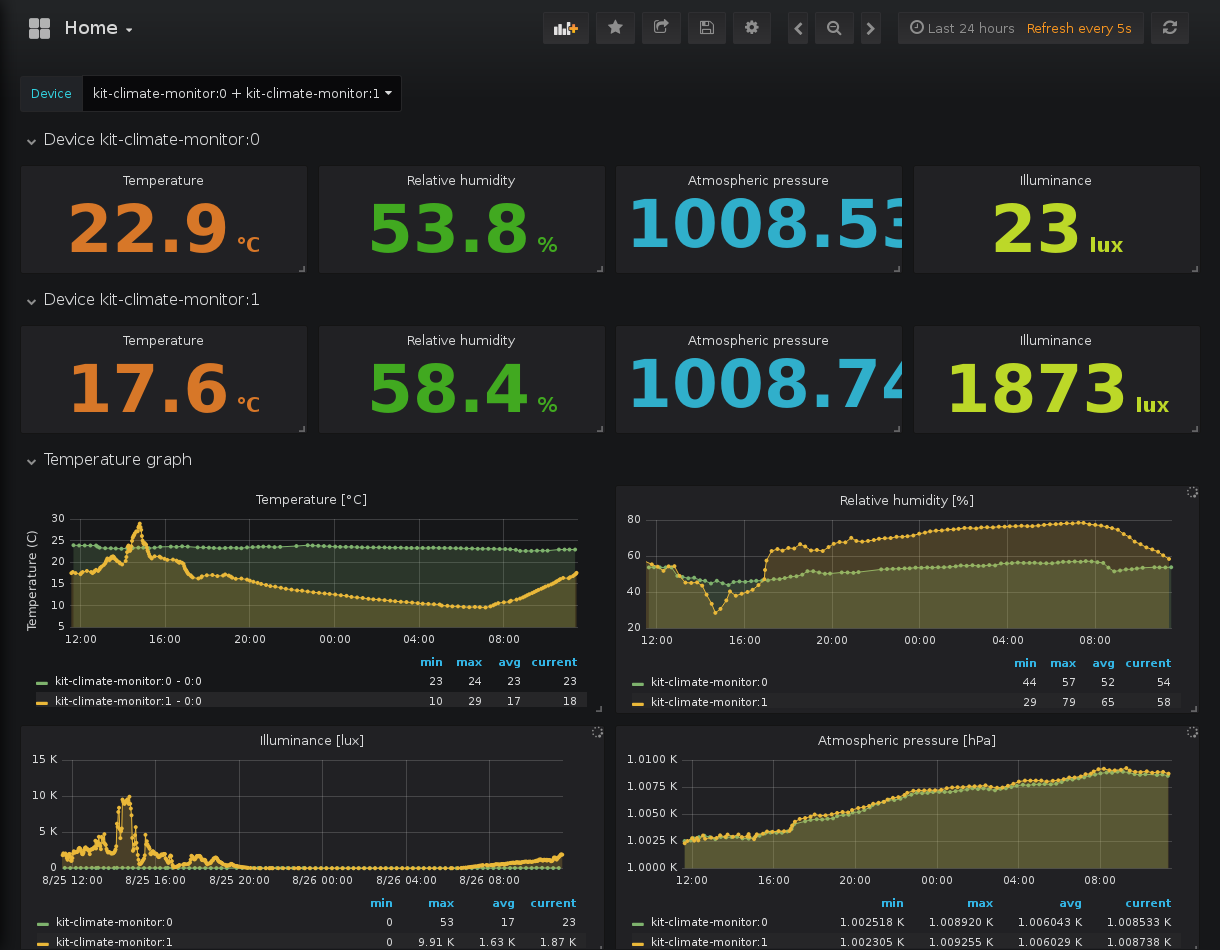 Home
Last 24 hours Refresh every 5s
Device kit-climate-monitor:0 + kit-climate-monitor:1
Device kit-climate-monitor:0
Temperature Relative humidity Atmospheric pressure Illuminance
22.9 °C 53.8 % 1008.53 23 lux
Device kit-climate-monitor:1
Temperature Relative humidity Atmospheric pressure Illuminance
17.6 °C 58.4 % 1008.74 1873 lux
Temperature graph
Temperature [°C]
Temperature (C)
30
25
20
15
10
5
12:00 16:00 20:00 00:00 04:00 08:00
min max avg current
kit-climate-monitor:0 - 0:0 23 24 23 23
kit-climate-monitor:1 - 0:0 10 29 17 18
Relative humidity [%]
80
60
40
20
12:00 16:00 20:00 00:00 04:00 08:00
min max avg current
kit-climate-monitor:0 44 57 52 54
kit-climate-monitor:1 29 79 65 58
Illuminance [lux]
15 K
10 K
5 K
0
8/25 12:00 8/25 16:00 8/25 20:00 8/26 00:00 8/26 04:00 8/26 08:00
min max avg current
kit-climate-monitor:0 0 53 17 23
kit-climate-monitor:1 0 9.91 K 1.63 K 1.87 K
Atmospheric pressure [hPa]
1.0100 K
1.0075 K
1.0050 K
1.0025 K
1.0000 K
12:00 16:00 20:00 00:00 04:00 08:00
min max avg current
kit-climate-monitor:0 1.002518 K 1.008920 K 1.006043 K 1.008533 K
kit-climate-monitor:1 1.002305 K 1.009255 K 1.006029 K 1.008738 K